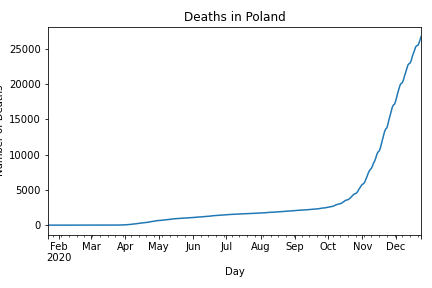 Deaths in Poland
25000
20000
15000
10000
5000
0
Feb
2020
Mar
Apr
May
Jun
Jul
Aug
Sep
Oct
Nov
Dec
Day